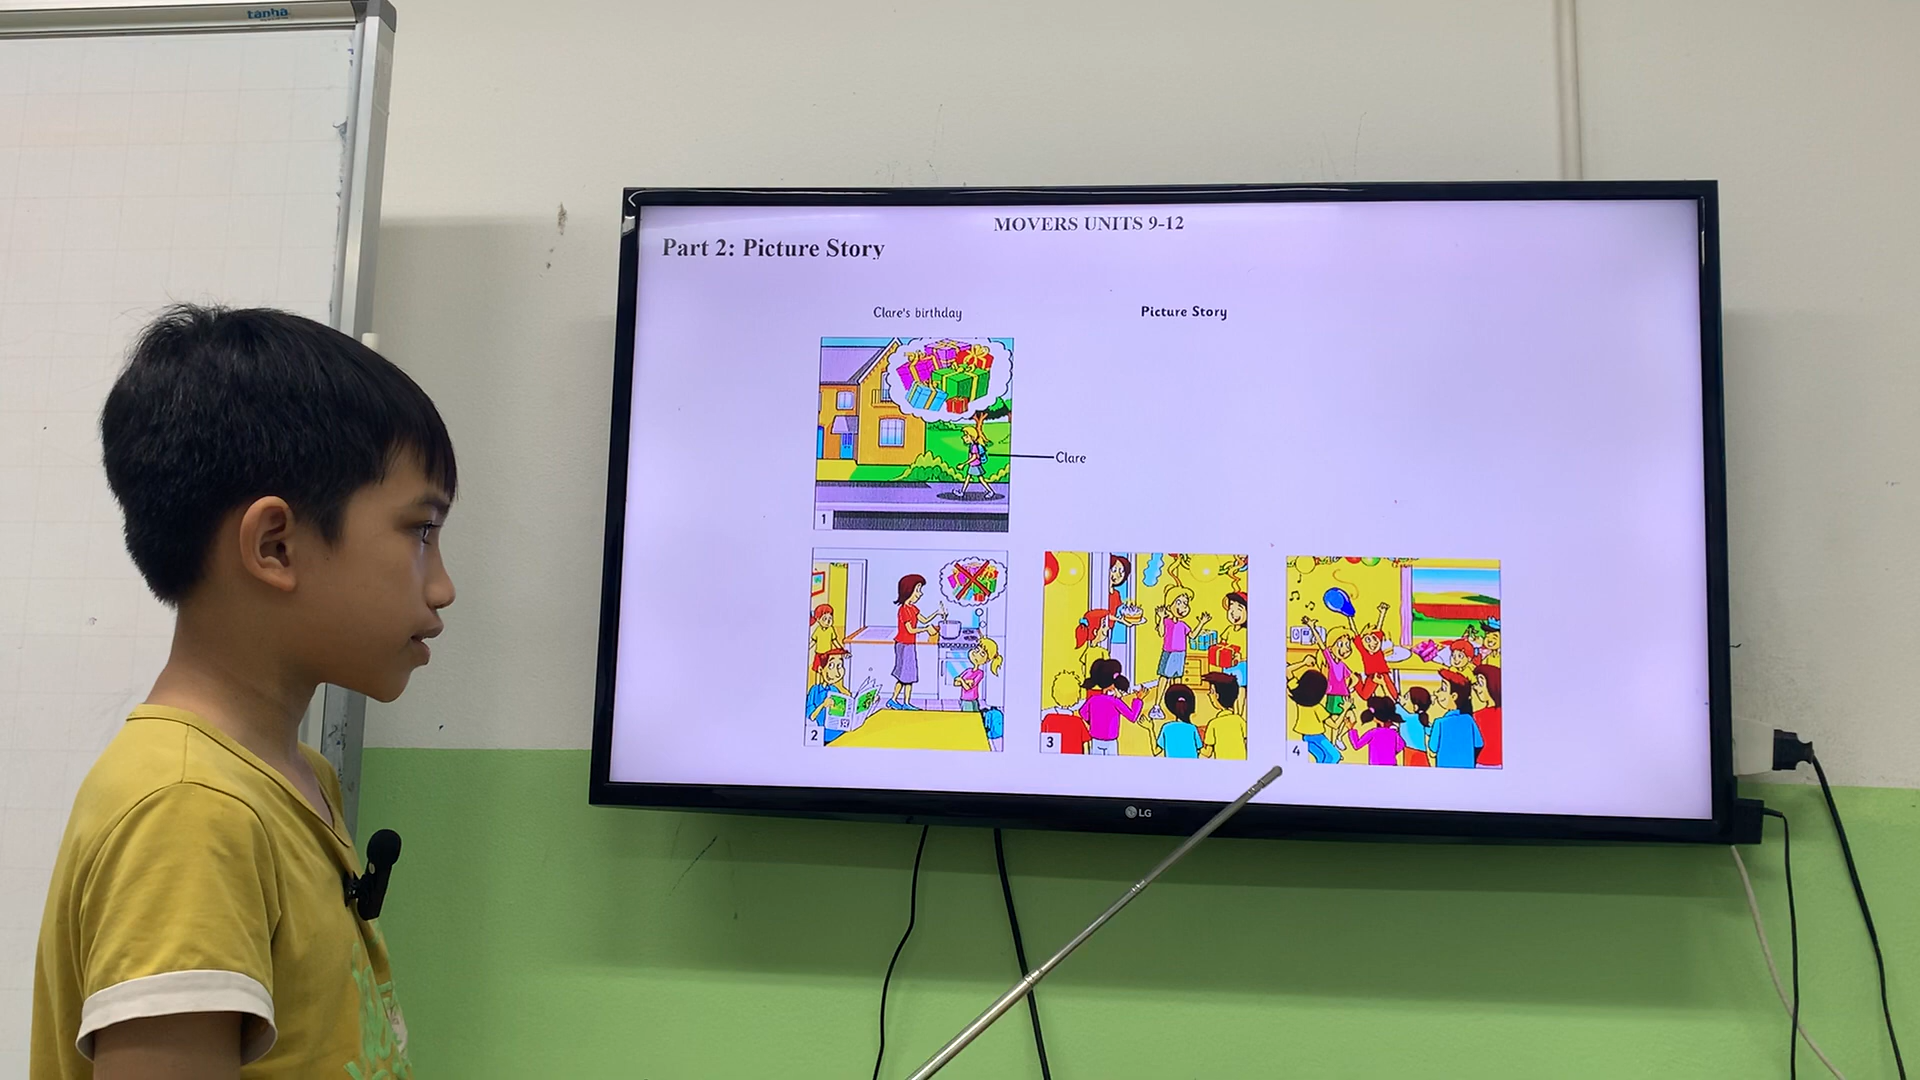 tanha
MOVERS UNITS 9-12
Part 2: Picture Story
Clare's birthday
Picture Story
Clare
1
2
3
4
LG